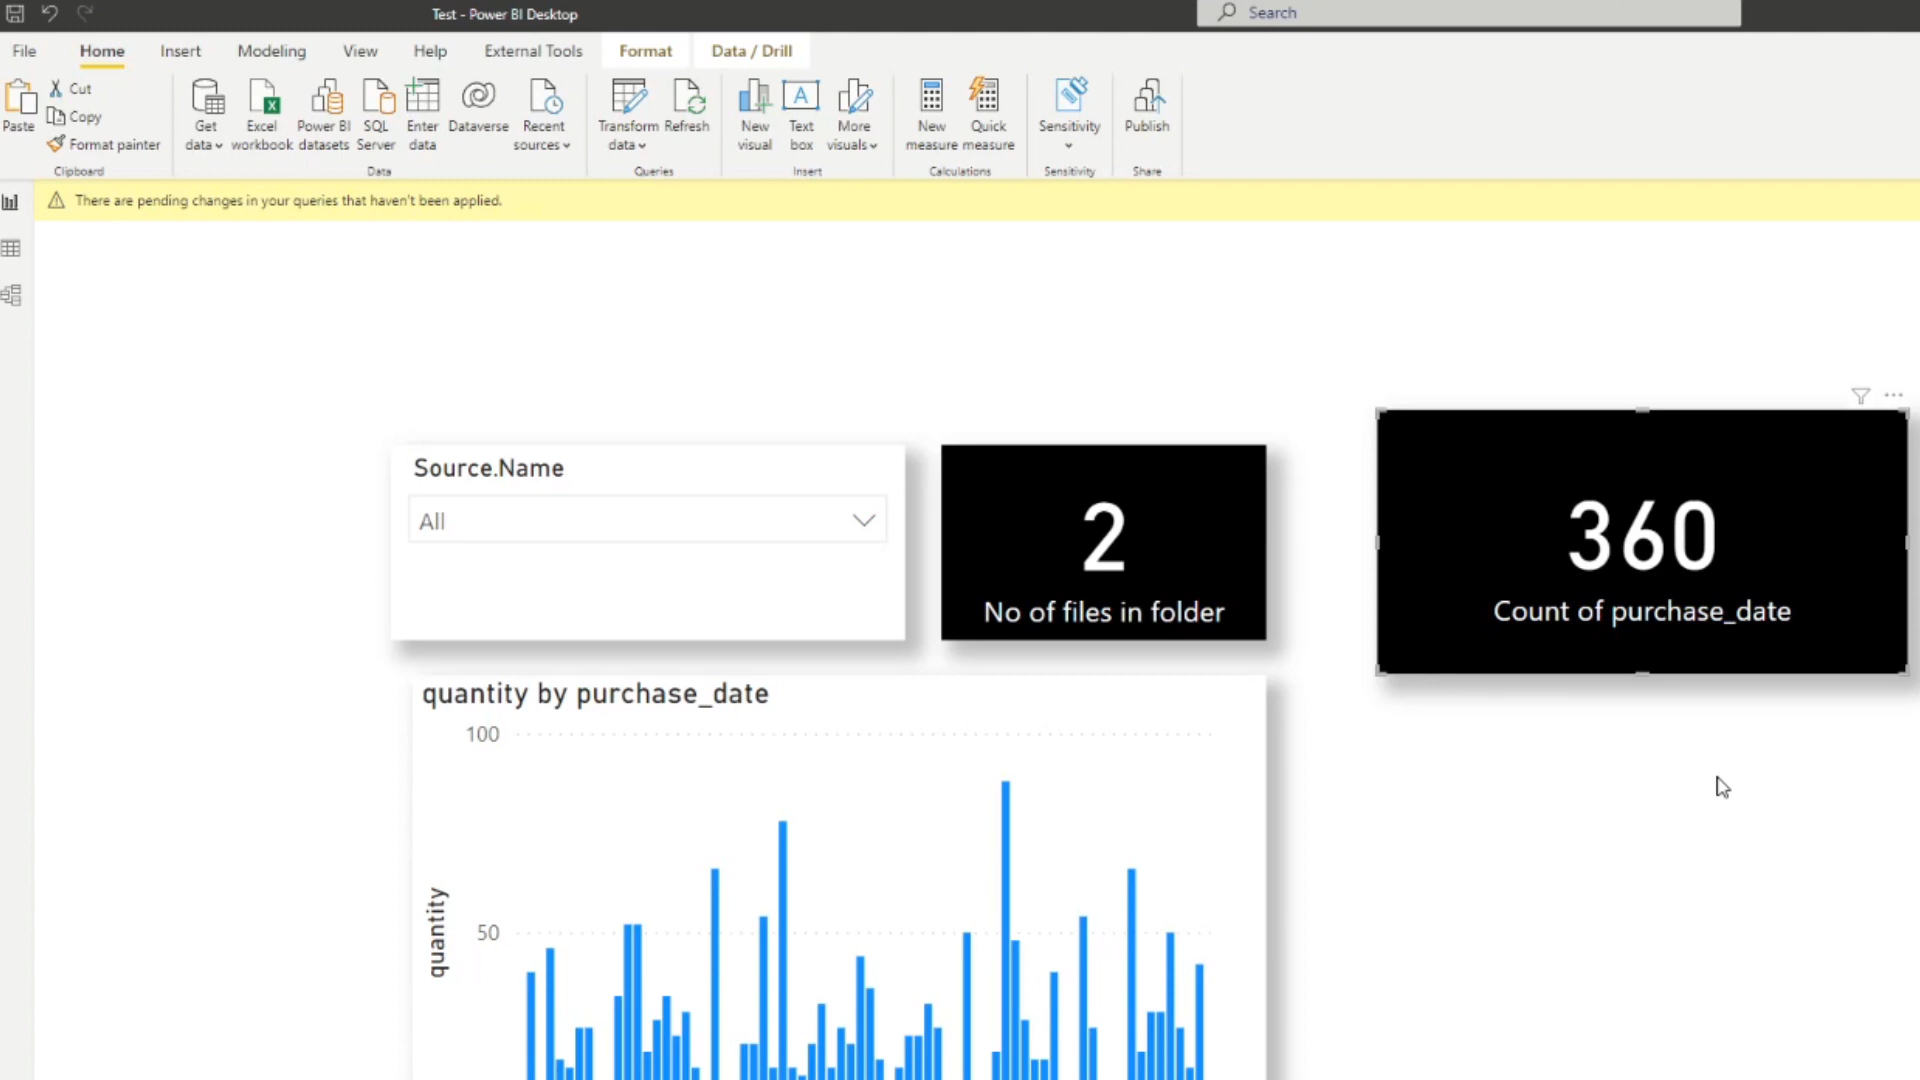 Test - Power BI Desktop
Search
File Home Insert Modeling View Help External Tools Format Data / Drill
Paste
Cut
Copy
Format painter
Clipboard
Get data
Excel workbook
Power BI datasets
SQL Server
Enter data
Dataverse
Recent sources
Data
Transform data
Refresh
Queries
New visual
Text box
More visuals
Insert
New measure
Quick measure
Calculations
Sensitivity
Sensitivity
Publish
Share
There are pending changes in your queries that haven't been applied.
Source.Name
All
2
No of files in folder
360
Count of purchase_date
quantity by purchase_date
100
50
quantity